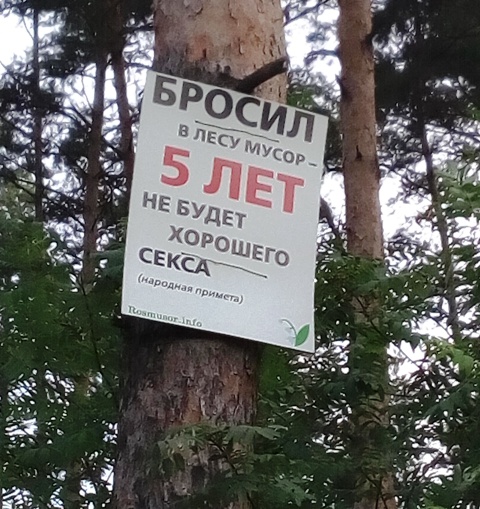 БРОСИЛ
В ЛЕСУ МУСОР –
5 ЛЕТ
НЕ БУДЕТ
ХОРОШЕГО
СЕКСА
(народная примета)
Rosmusor.info